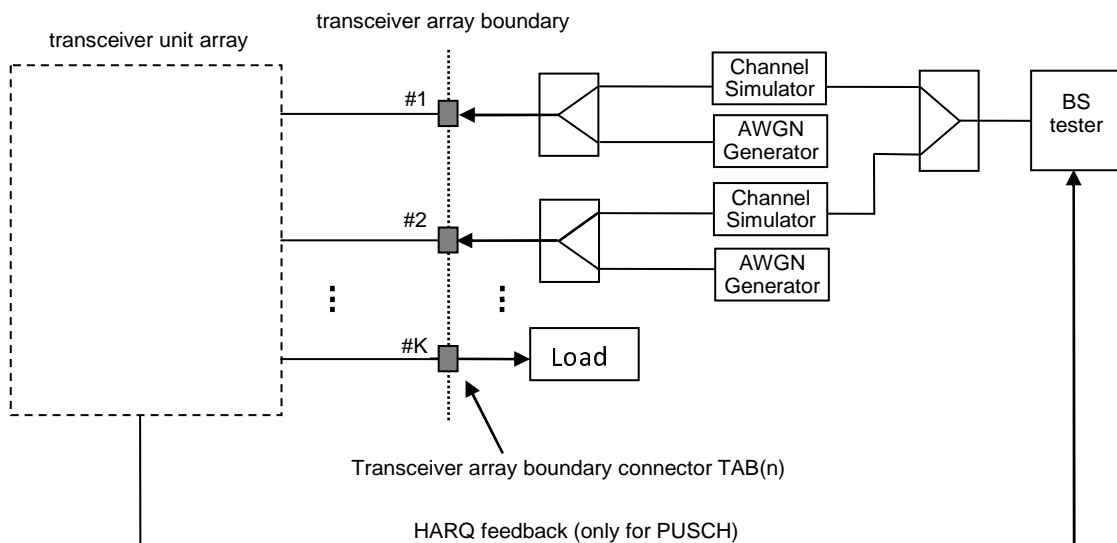 transceiver array boundary
transceiver unit array
#1
Channel
Simulator
AWGN
Generator
BS
tester
#2
Channel
Simulator
AWGN
Generator
#K
Load
Transceiver array boundary connector TAB(n)
HARQ feedback (only for PUSCH)